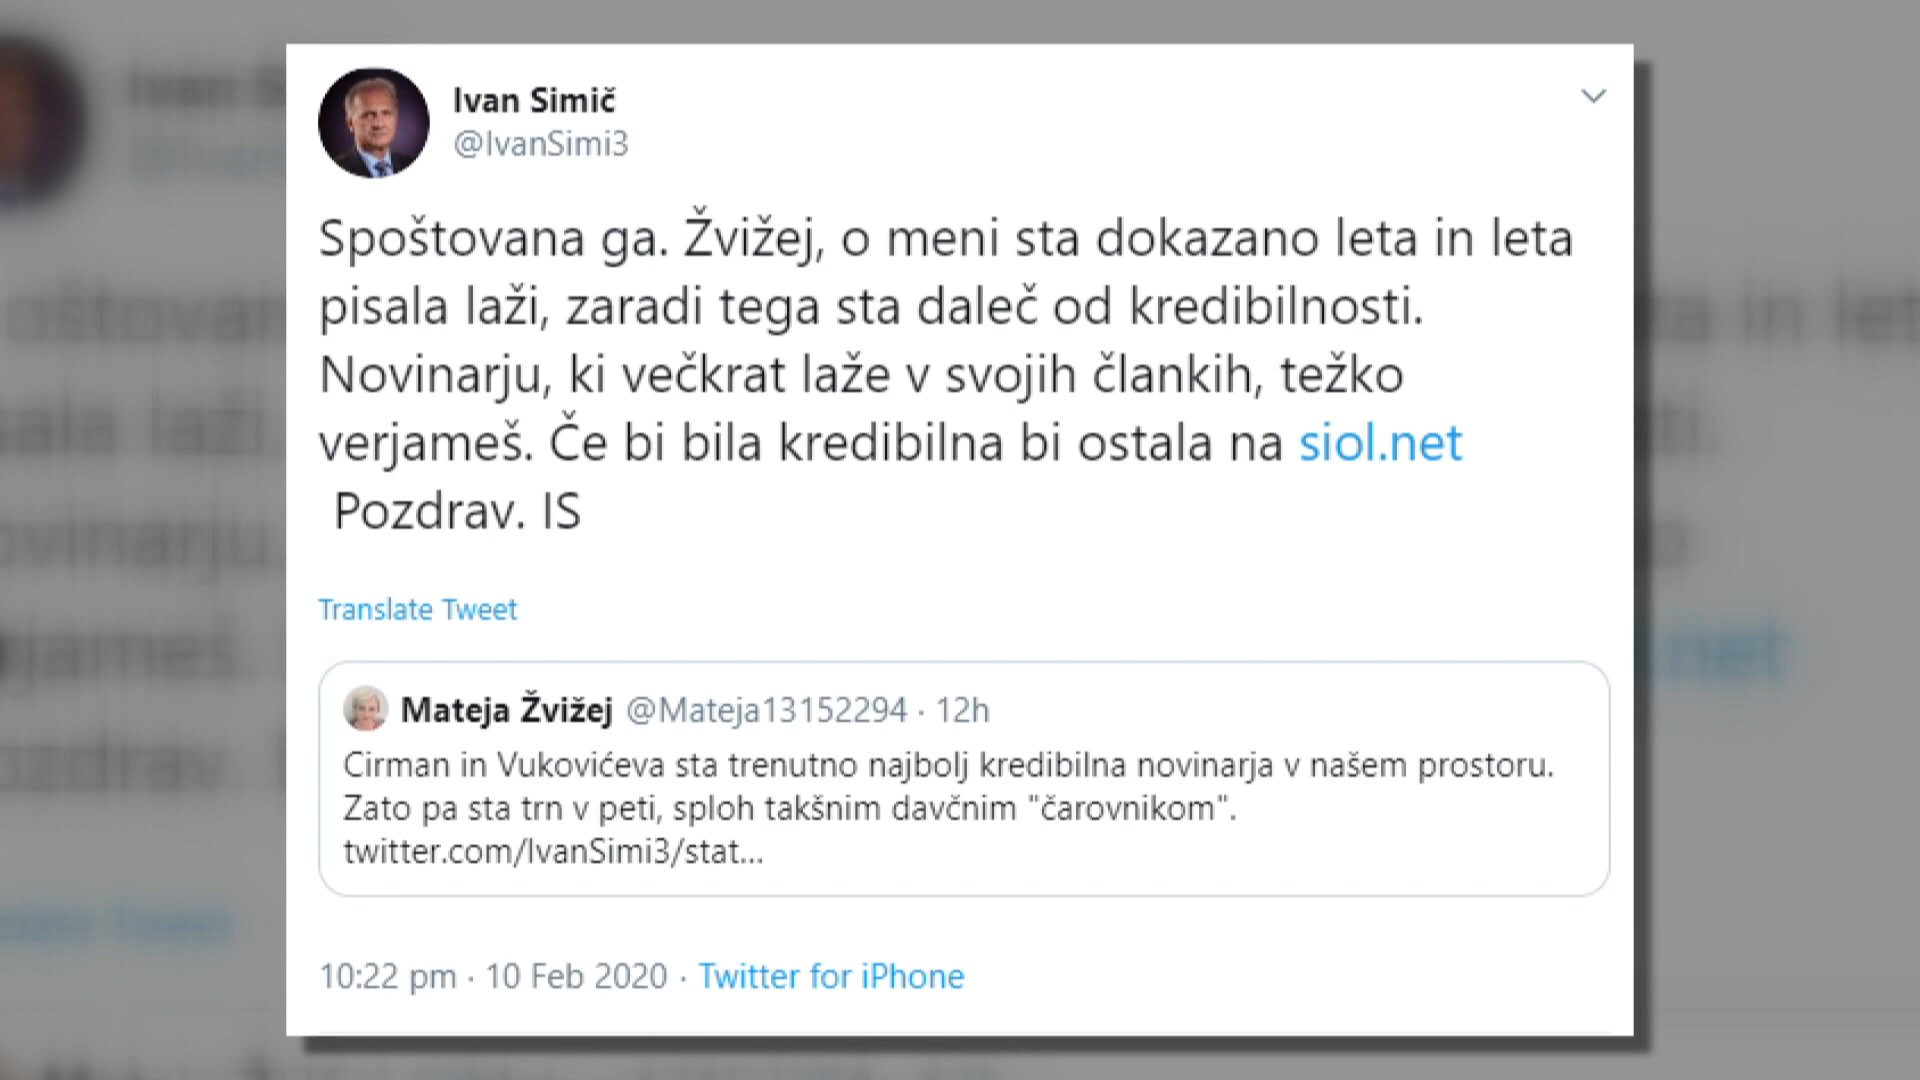 Ivan Simič
@IvanSimi3
Spoštovana ga. Žvižej, o meni sta dokazano leta in leta
pisala laži, zaradi tega sta daleč od kredibilnosti.
Novinarju, ki večkrat laže v svojih člankih, težko
verjameš. Če bi bila kredibilna bi ostala na siol.net
Pozdrav. IS
Translate Tweet
Mateja Žvižej @Mateja13152294 · 12h
Cirman in Vukovićeva sta trenutno najbolj kredibilna novinarja v našem prostoru.
Zato pa sta trn v peti, sploh takšnim davčnim "čarovnikom".
twitter.com/IvanSimi3/stat...
10:22 pm · 10 Feb 2020 · Twitter for iPhone